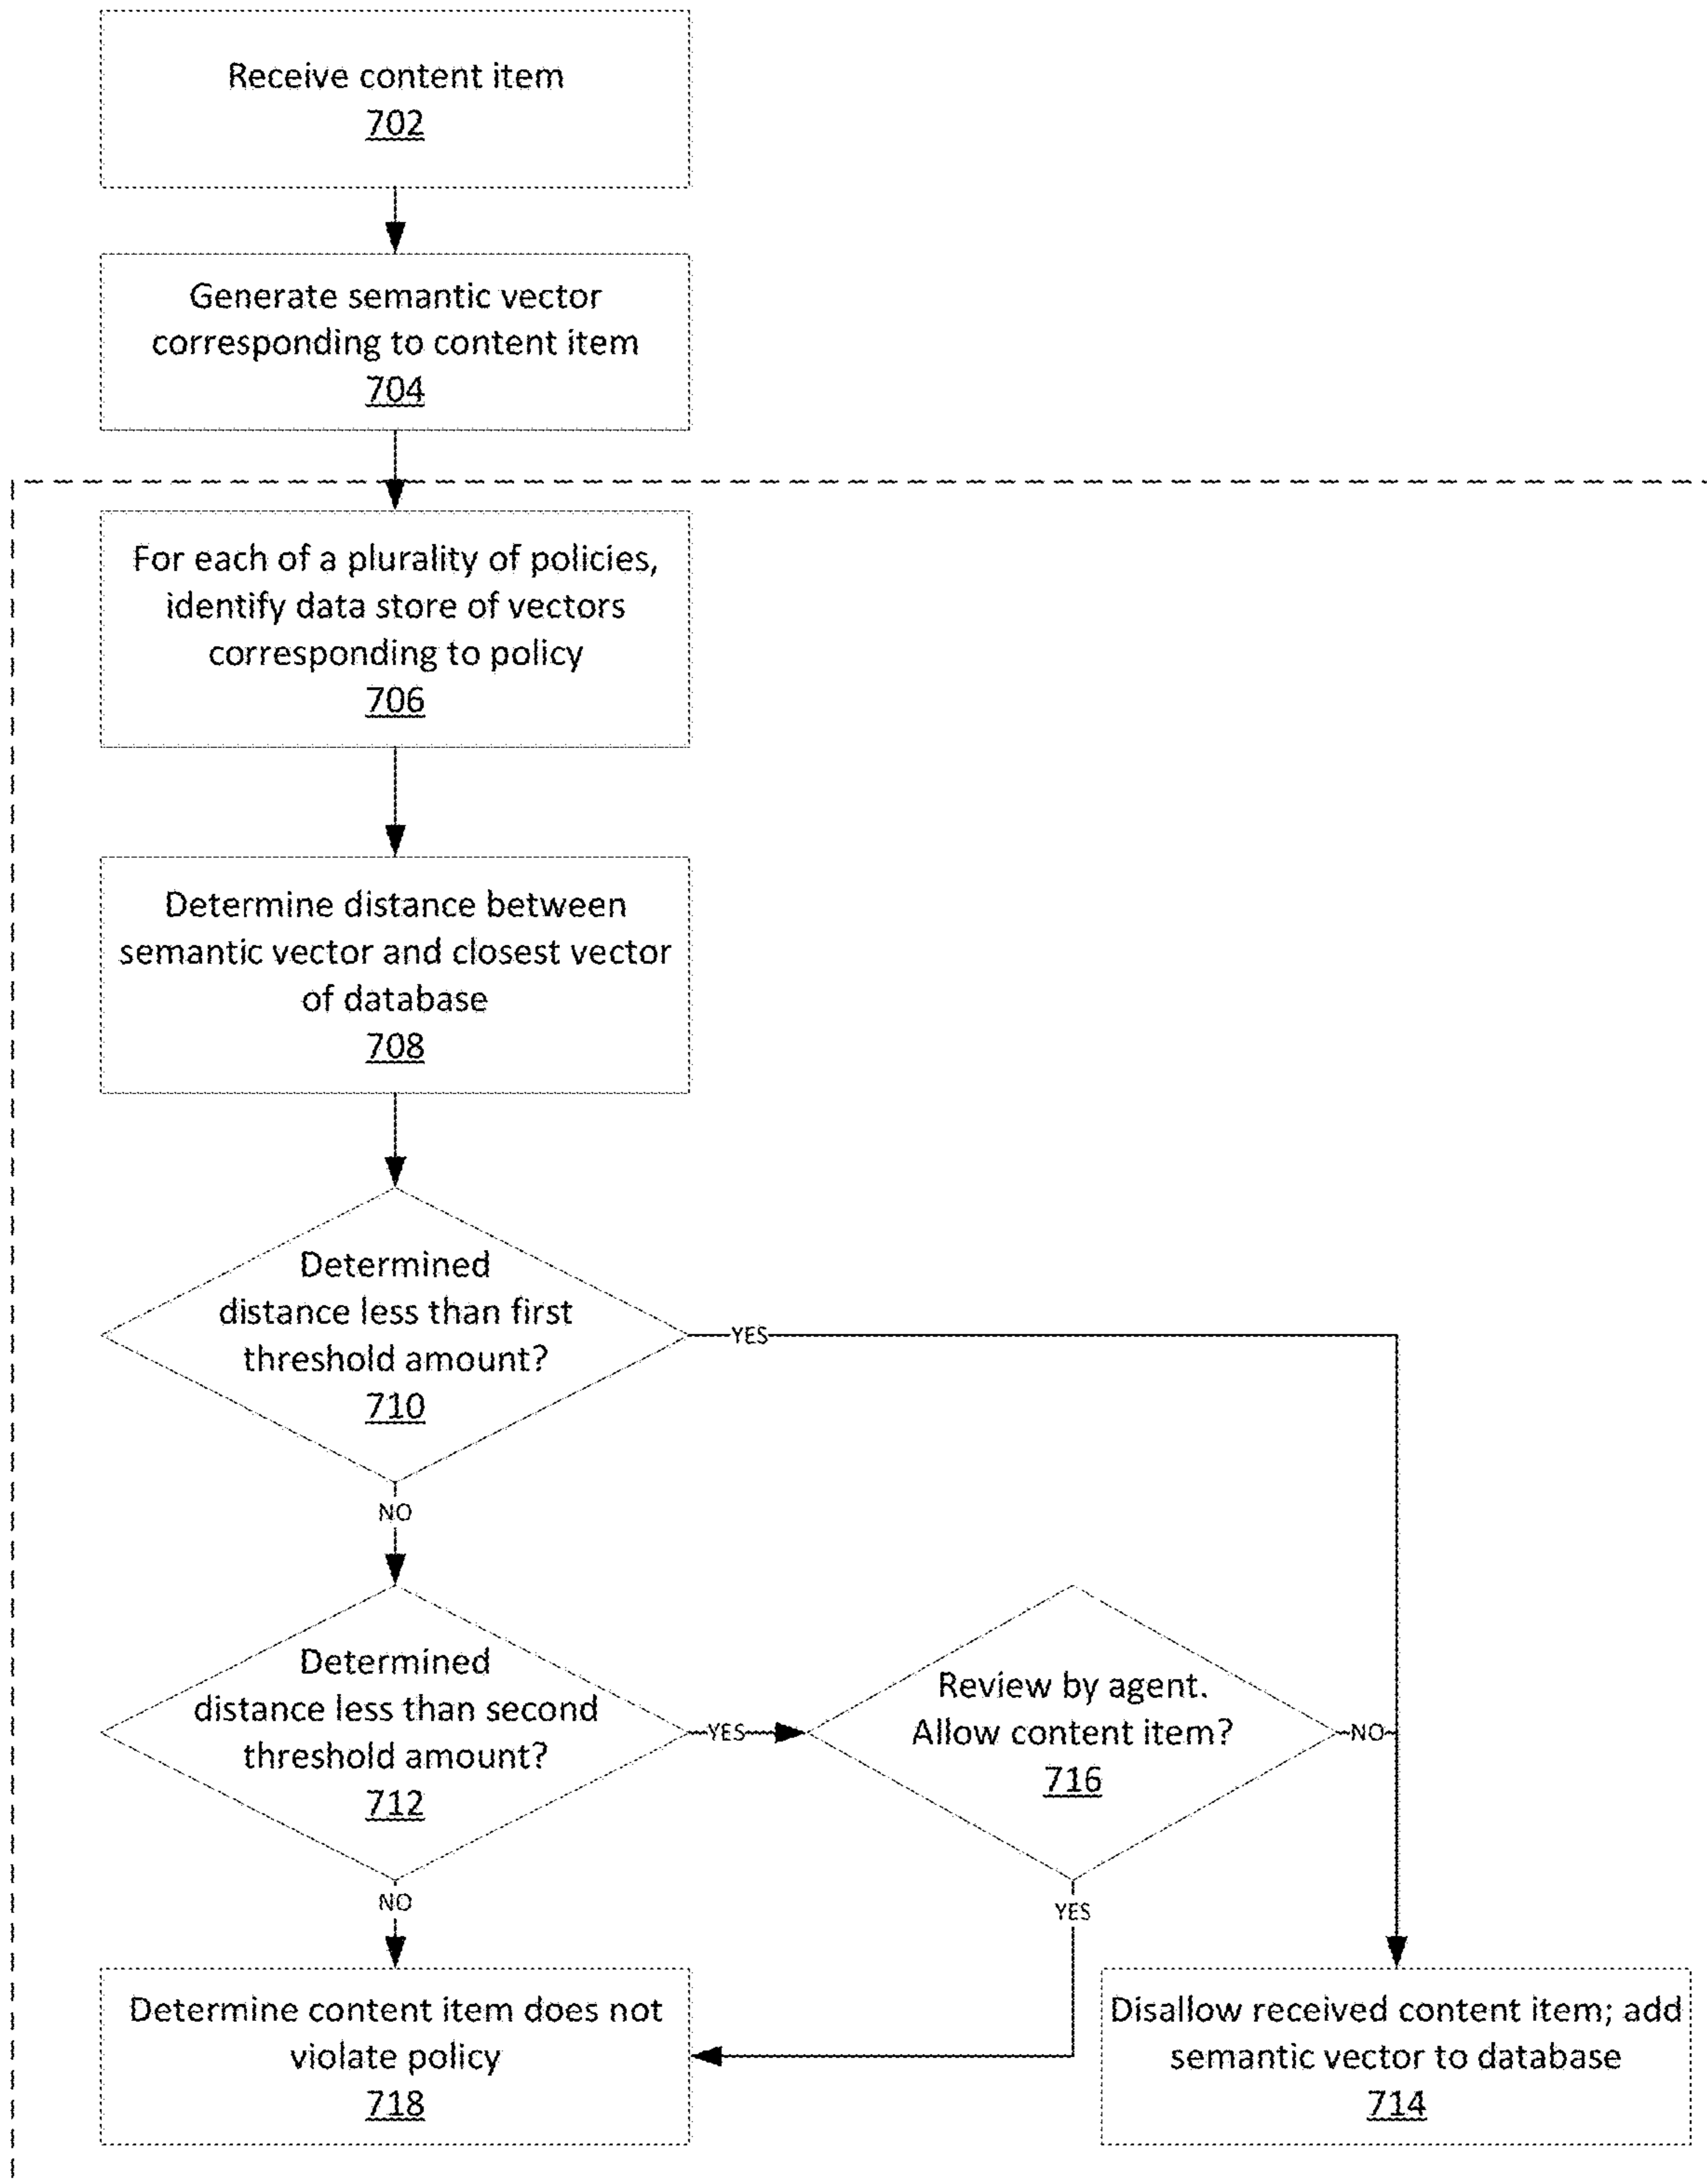 Receive content item
702
Generate semantic vector
corresponding to content item
704
For each of a plurality of policies,
identify data store of vectors
corresponding to policy
706
Determine distance between
semantic vector and closest vector
of database
708
Determined
distance less than first
threshold amount?
710
YES
NO
Determined
distance less than second
threshold amount?
712
YES
Review by agent.
Allow content item?
716
NO
NO
YES
Determine content item does not
violate policy
718
Disallow received content item; add
semantic vector to database
714